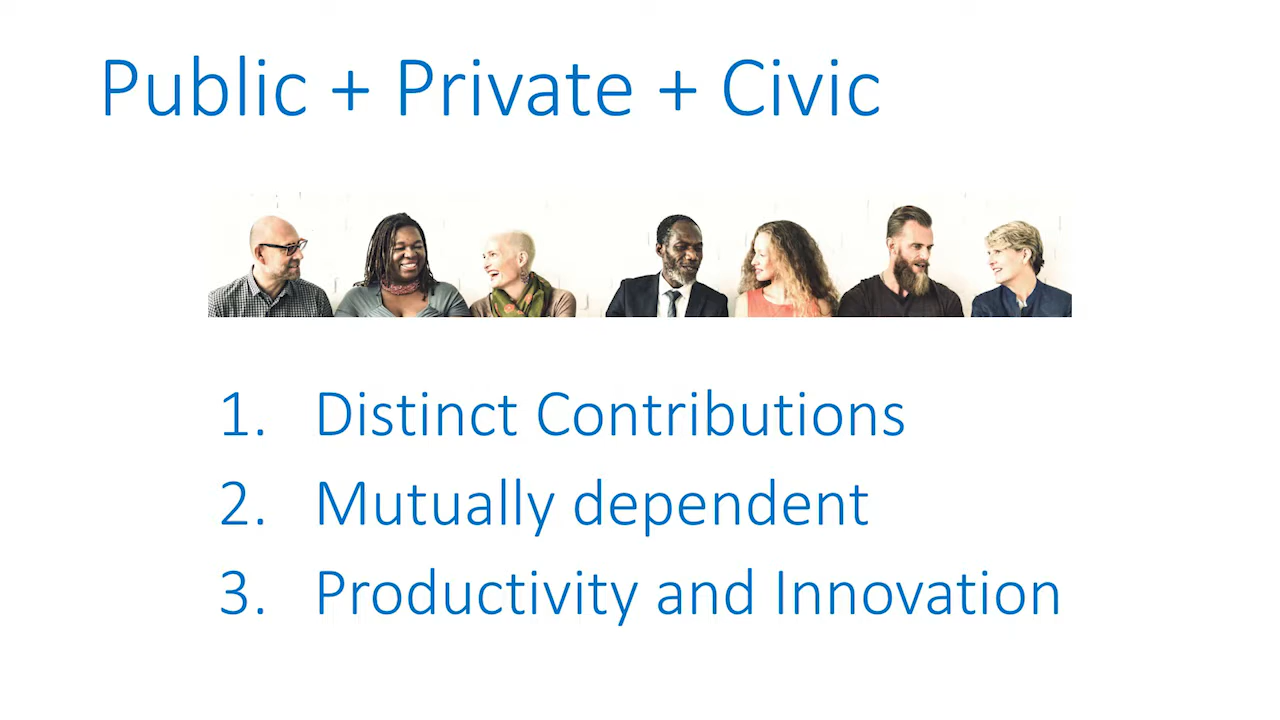 Public + Private + Civic
1. Distinct Contributions
2. Mutually dependent
3. Productivity and Innovation